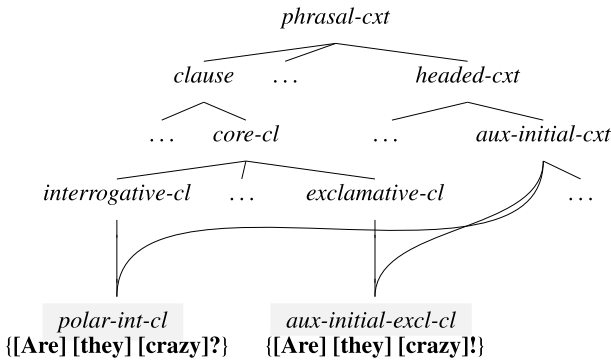 phrasal-cxt
clause ... headed-cxt
... core-cl ... aux-initial-cxt
interrogative-cl ... exclamative-cl ...
polar-int-cl aux-initial-excl-cl
{[Are] [they] [crazy]?} {[Are] [they] [crazy]!}